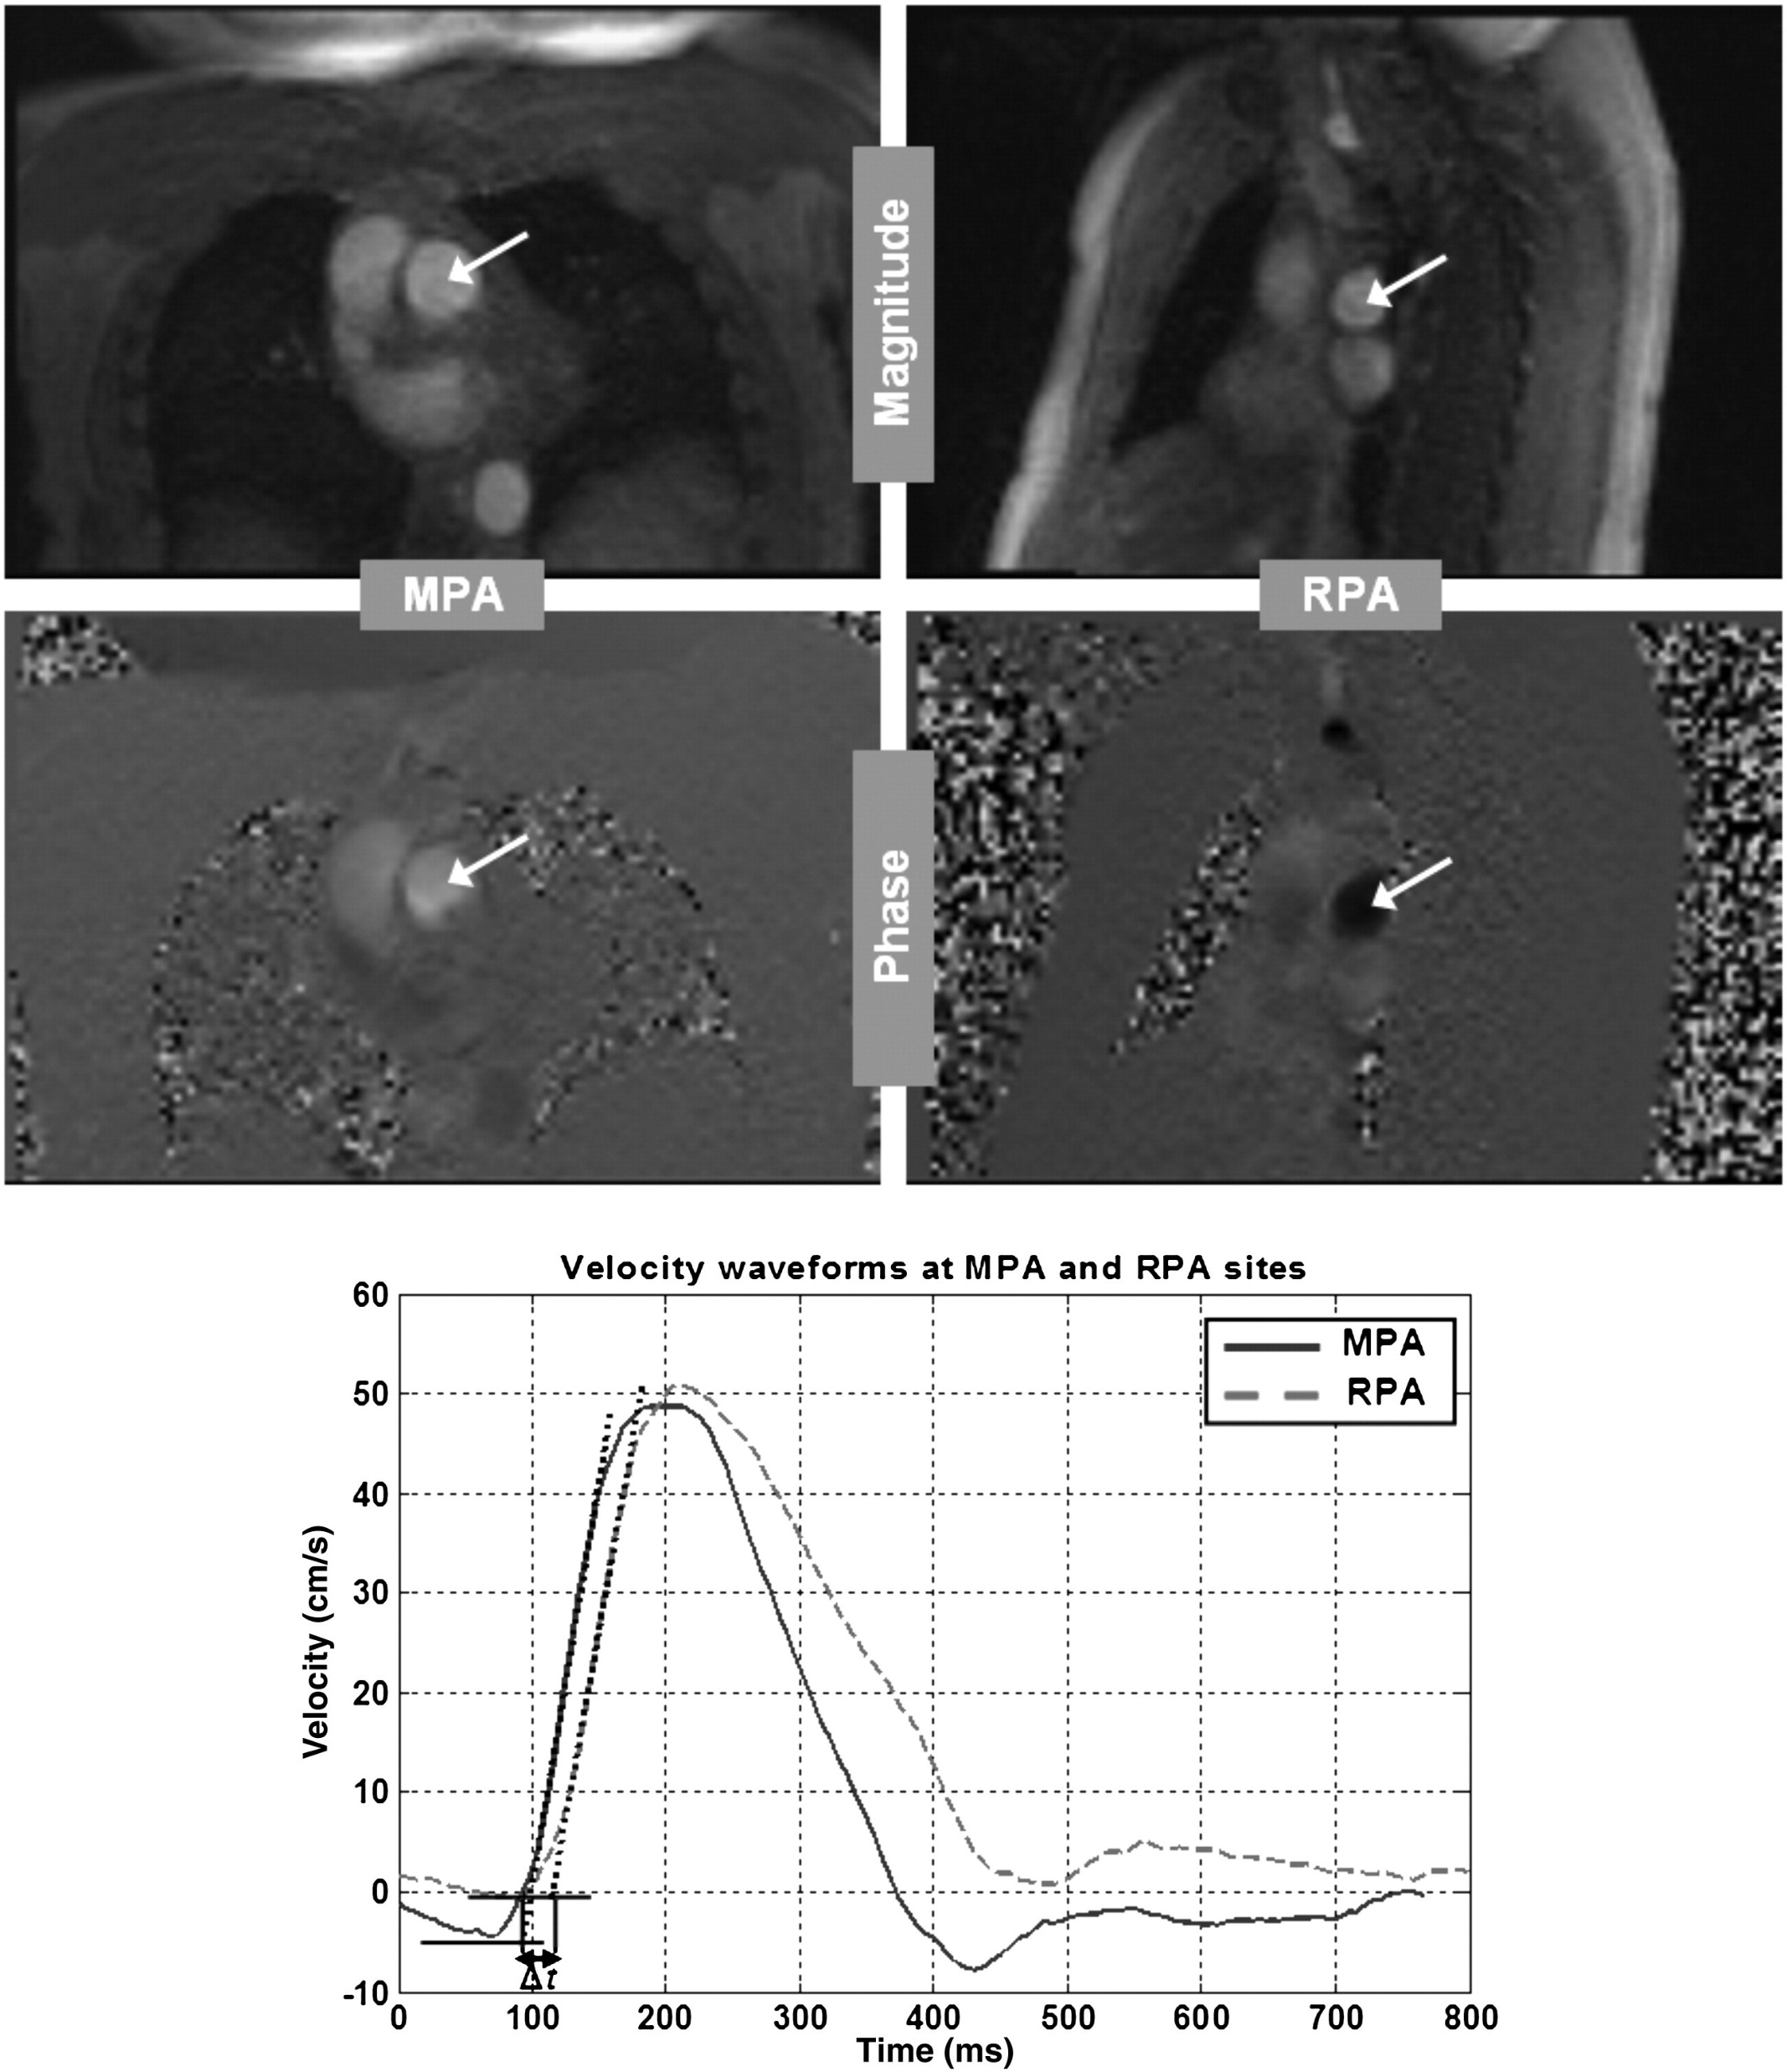 Magnitude
MPA
RPA
Phase
Velocity waveforms at MPA and RPA sites
60
50
40
30
20
10
0
-10
Velocity (cm/s)
MPA
RPA
Δt
0 100 200 300 400 500 600 700 800
Time (ms)